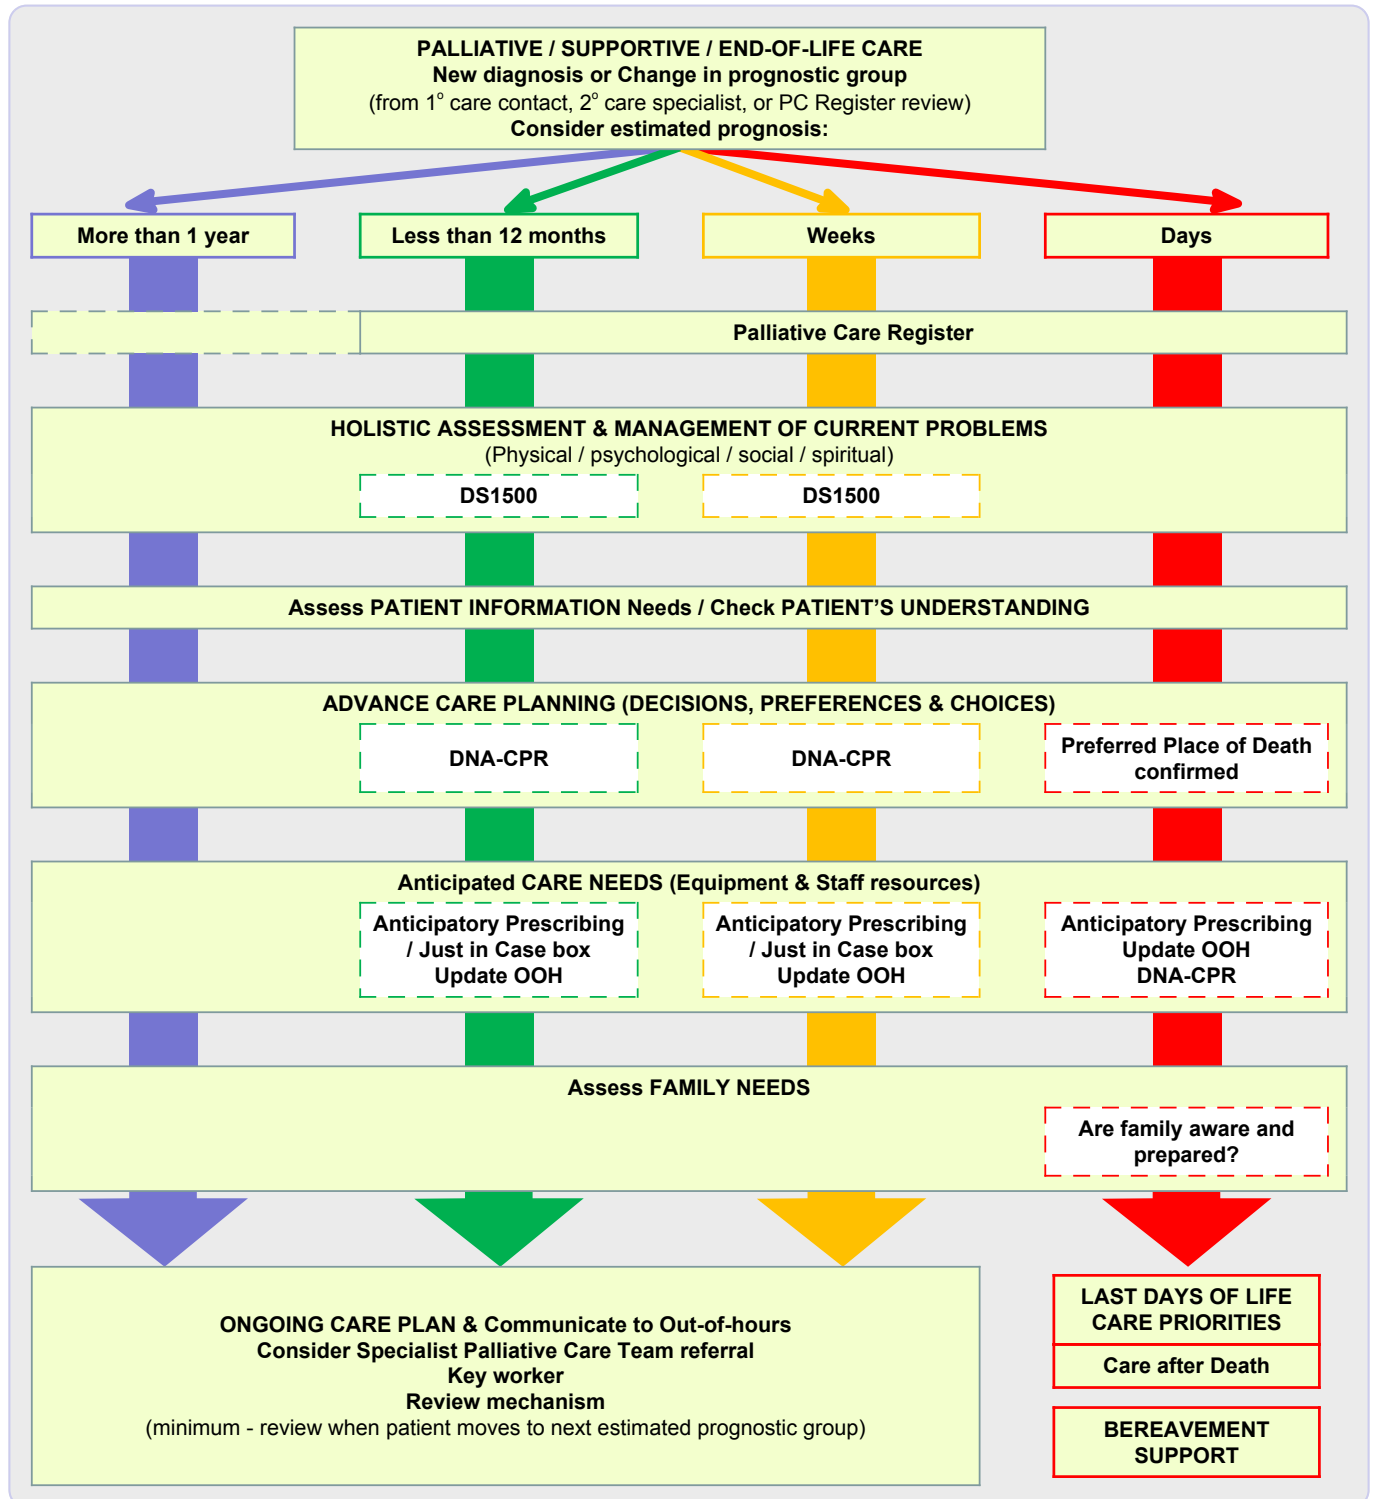 PALLIATIVE / SUPPORTIVE / END-OF-LIFE CARE
New diagnosis or Change in prognostic group
(from 1° care contact, 2° care specialist, or PC Register review)
Consider estimated prognosis:
More than 1 year
Less than 12 months
Weeks
Days
Palliative Care Register
HOLISTIC ASSESSMENT & MANAGEMENT OF CURRENT PROBLEMS
(Physical / psychological / social / spiritual)
DS1500
DS1500
Assess PATIENT INFORMATION Needs / Check PATIENT’S UNDERSTANDING
ADVANCE CARE PLANNING (DECISIONS, PREFERENCES & CHOICES)
DNA-CPR
DNA-CPR
Preferred Place of Death
confirmed
Anticipated CARE NEEDS (Equipment & Staff resources)
Anticipatory Prescribing
/ Just in Case box
Update OOH
Anticipatory Prescribing
/ Just in Case box
Update OOH
Anticipatory Prescribing
Update OOH
DNA-CPR
Assess FAMILY NEEDS
Are family aware and
prepared?
ONGOING CARE PLAN & Communicate to Out-of-hours
Consider Specialist Palliative Care Team referral
Key worker
Review mechanism
(minimum - review when patient moves to next estimated prognostic group)
LAST DAYS OF LIFE
CARE PRIORITIES
Care after Death
BEREAVEMENT
SUPPORT